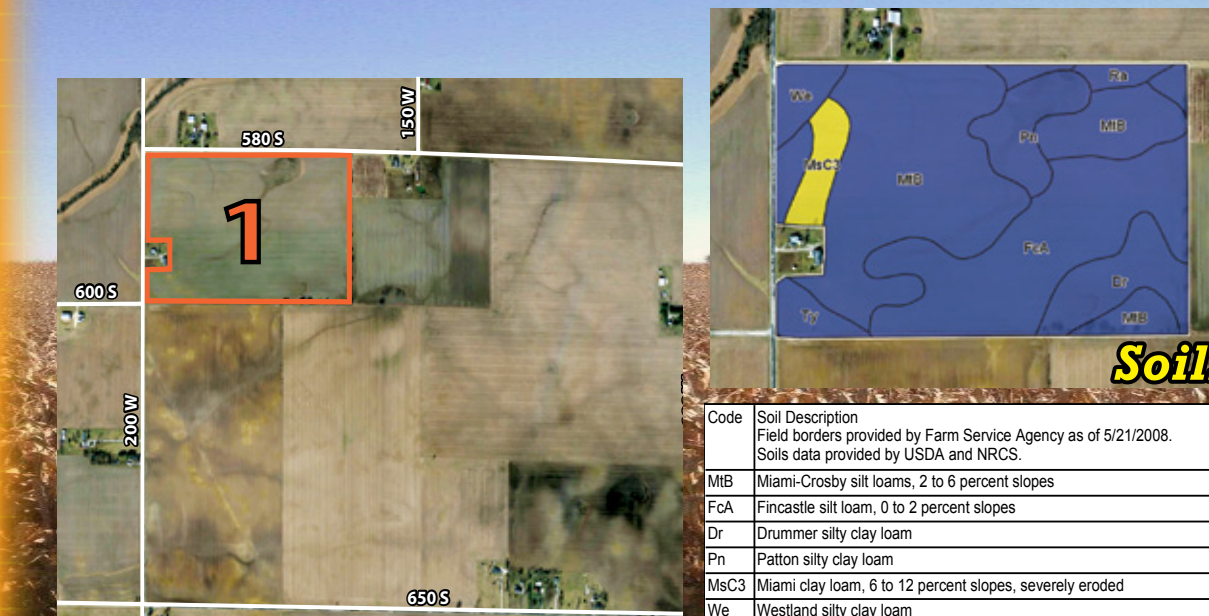 580 S
150 W
1
600 S
200 W
650 S
We
Ra
MtB
Pn
MsC3
MtB
FcA
Dr
Ty
MtB
Soil
Code Soil Description
Field borders provided by Farm Service Agency as of 5/21/2008.
Soils data provided by USDA and NRCS.
MtB Miami-Crosby silt loams, 2 to 6 percent slopes
FcA Fincastle silt loam, 0 to 2 percent slopes
Dr Drummer silty clay loam
Pn Patton silty clay loam
MsC3 Miami clay loam, 6 to 12 percent slopes, severely eroded
We Westland silty clay loam